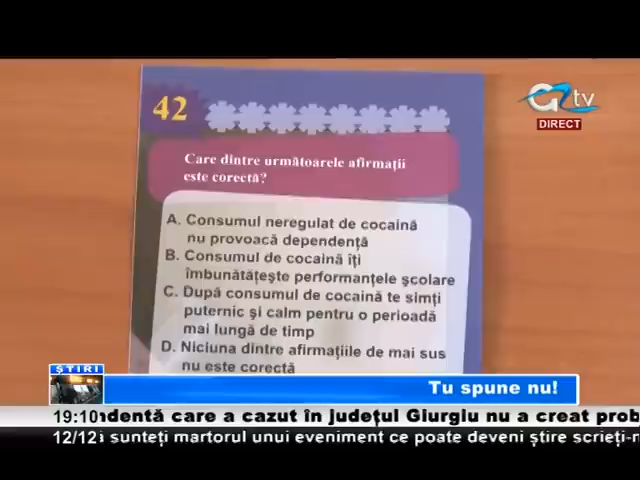 42
GZtv
DIRECT
Care dintre următoarele afirmații
este corectă?
A. Consumul neregulat de cocaină
nu provoacă dependență
B. Consumul de cocaină îți
îmbunătățește performanțele școlare
C. După consumul de cocaină te simți
puternic și calm pentru o perioadă
mai lungă de timp
D. Niciuna dintre afirmațiile de mai sus
nu este corectă
ȘTIRI
Tu spune nu!
19:10 ndentă care a cazut în județul Giurgiu nu a creat prob
12/12 ă sunteți martorul unui eveniment ce poate deveni știre scrieți-n